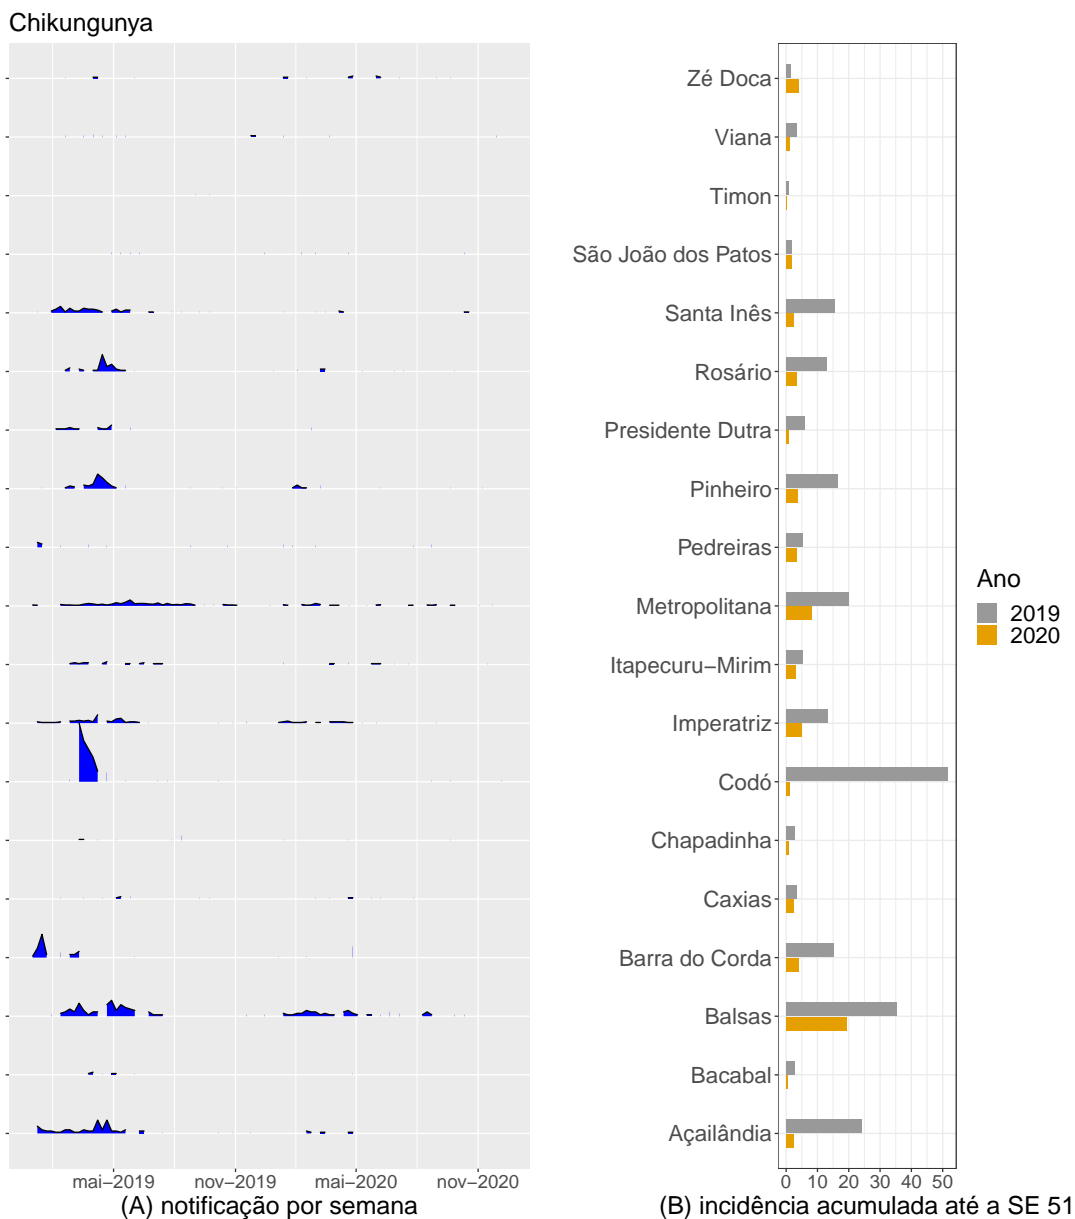 Chikungunya
Zé Doca
Viana
Timon
São João dos Patos
Santa Inês
Rosário
Presidente Dutra
Pinheiro
Pedreiras
Metropolitana
Itapecuru−Mirim
Imperatriz
Codó
Chapadinha
Caxias
Barra do Corda
Balsas
Bacabal
Açailândia
Ano
2019
2020
mai−2019 nov−2019 mai−2020 nov−2020
0 10 20 30 40 50
(A) notificação por semana
(B) incidência acumulada até a SE 51